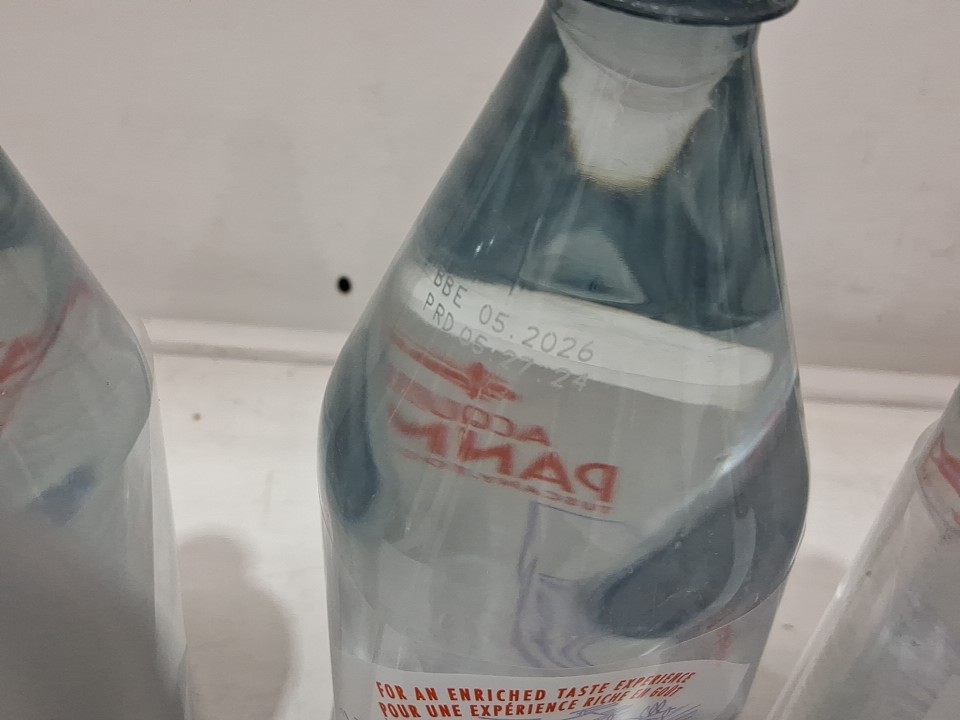 BBE 05.2026
PRD 05.27.24
ACQUA
PANNA
TUSCANY
FOR AN ENRICHED TASTE EXPERIENCE
POUR UNE EXPÉRIENCE RICHE EN GOÛT